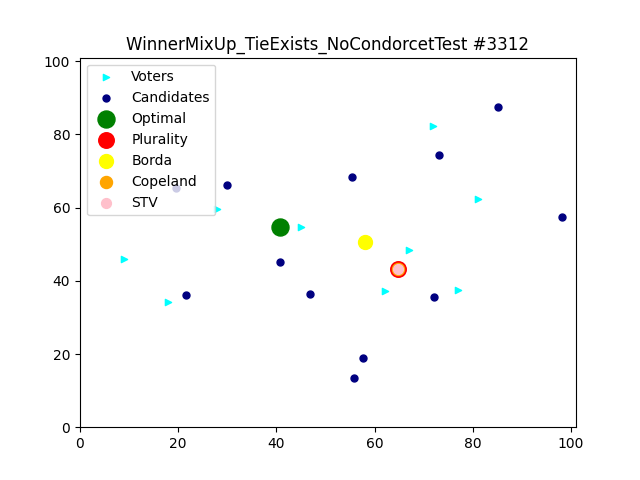 WinnerMixUp_TieExists_NoCondorcetTest #3312
100
80
60
40
20
0
0
20
40
60
80
100
Voters
Candidates
Optimal
Plurality
Borda
Copeland
STV